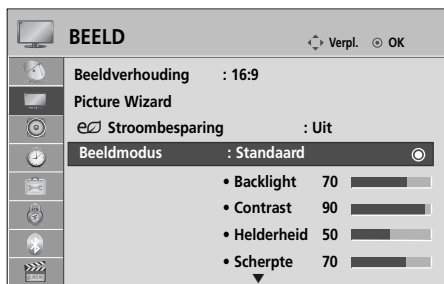 BEELD Verpl. OK
Beeldverhouding : 16:9
Picture Wizard
Stroombesparing : Uit
Beeldmodus : Standaard
• Backlight 70
• Contrast 90
• Helderheid 50
• Scherpte 70